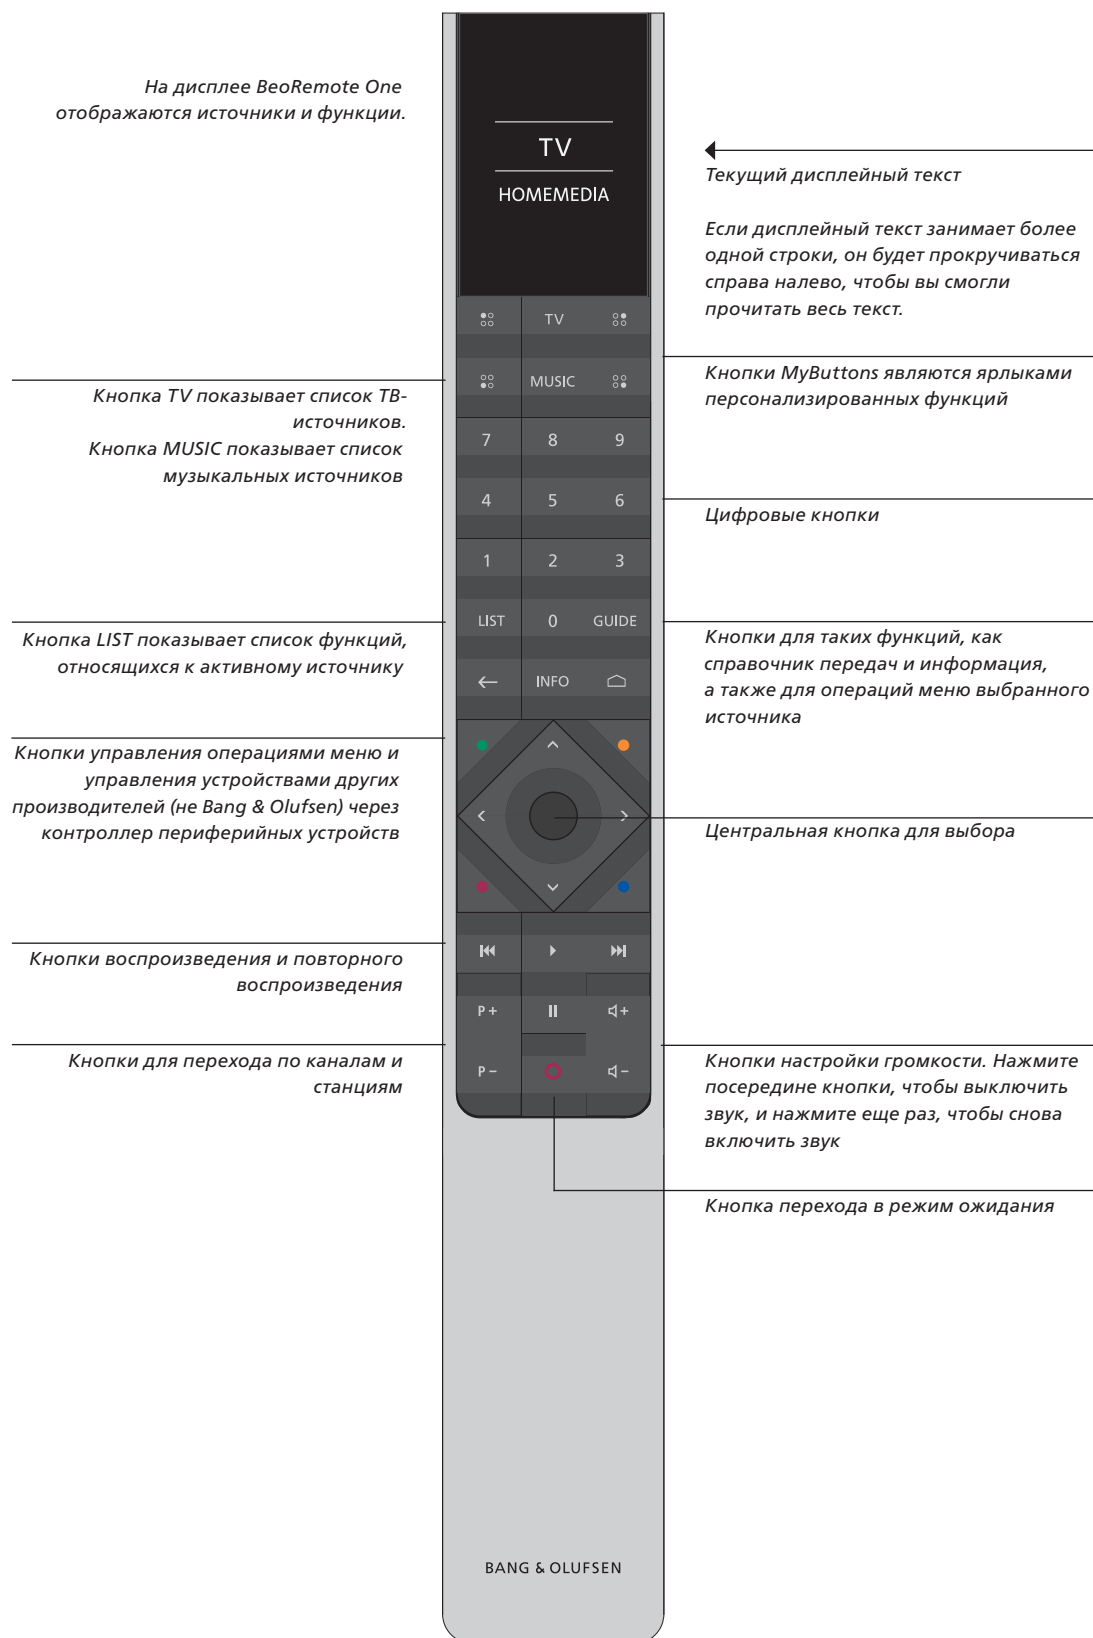 На дисплее BeoRemote One
отображаются источники и функции.
TV
HOMEMEDIA
Текущий дисплейный текст
Если дисплейный текст занимает более
одной строки, он будет прокручиваться
справа налево, чтобы вы смогли
прочитать весь текст.
TV
MUSIC
Кнопка TV показывает список ТВ-
источников.
Кнопка MUSIC показывает список
музыкальных источников
Кнопки MyButtons являются ярлыками
персонализированных функций
7 8 9
4 5 6
Цифровые кнопки
1 2 3
LIST 0 GUIDE
Кнопка LIST показывает список функций,
относящихся к активному источнику
Кнопки для таких функций, как
справочник передач и информация,
а также для операций меню выбранного
источника
INFO
Кнопки управления операциями меню и
управления устройствами других
производителей (не Bang & Olufsen) через
контроллер периферийных устройств
Центральная кнопка для выбора
Кнопки воспроизведения и повторного
воспроизведения
P + +
Кнопки для перехода по каналам и
станциям
P − −
Кнопки настройки громкости. Нажмите
посередине кнопки, чтобы выключить
звук, и нажмите еще раз, чтобы снова
включить звук
Кнопка перехода в режим ожидания
BANG & OLUFSEN